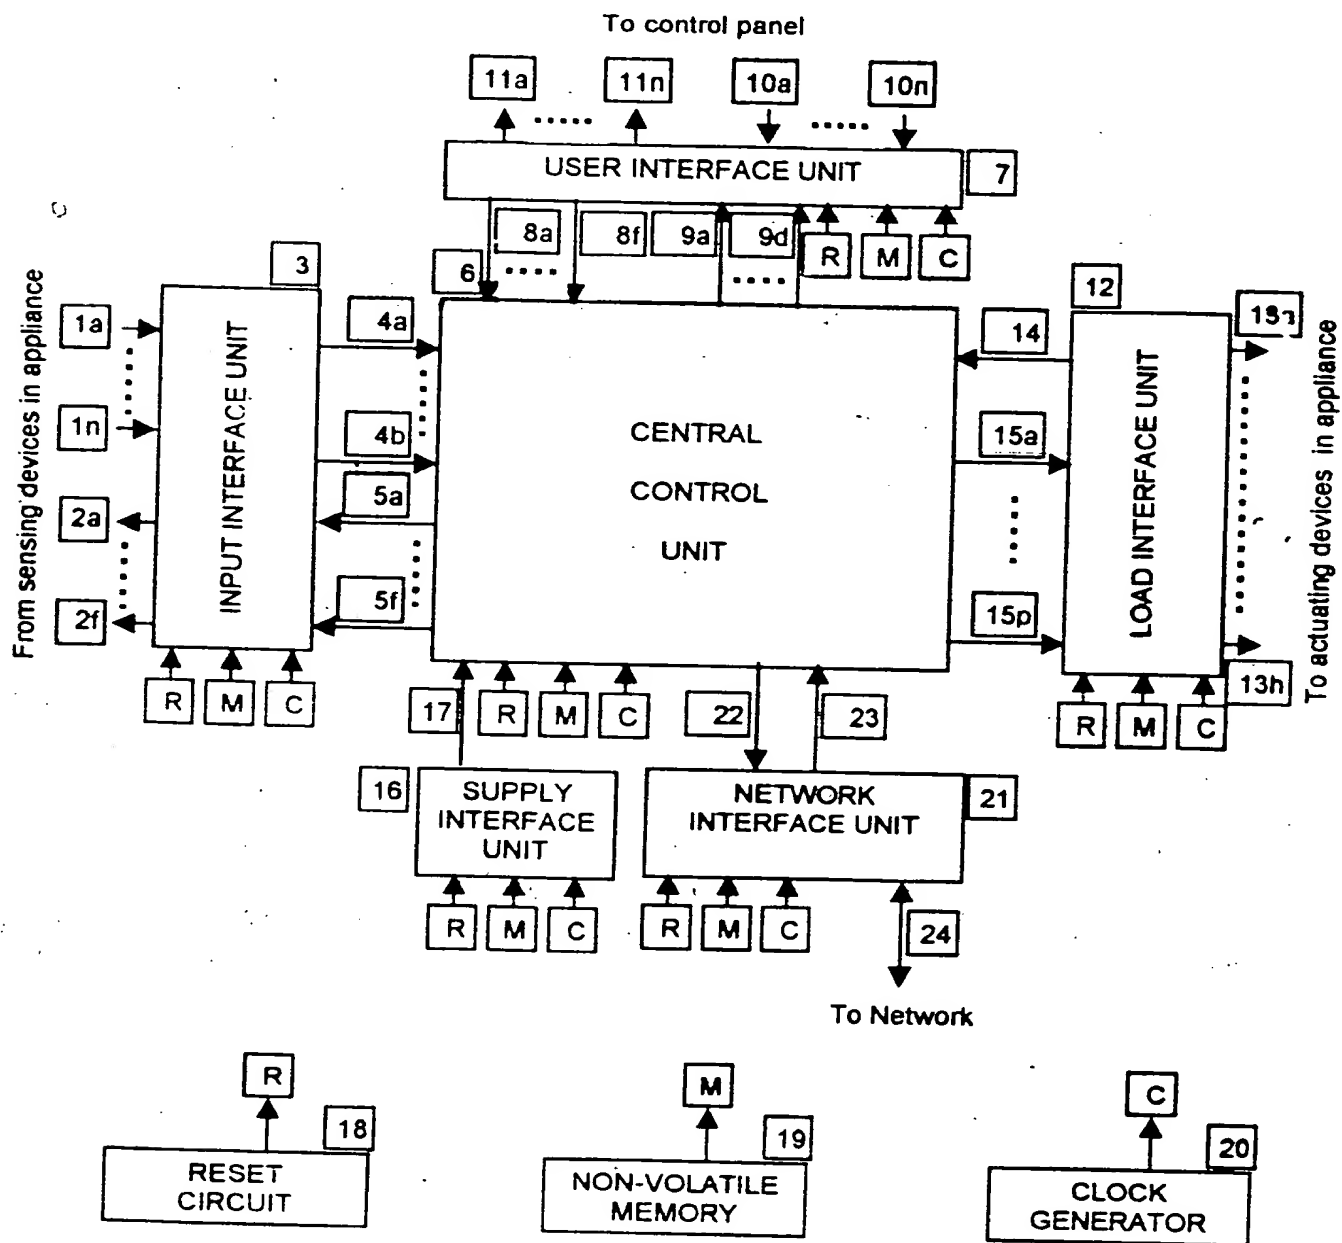 To control panel
11a
11n
10a
10n
USER INTERFACE UNIT
7
8a
8f
9a
9d
R
M
C
6
3
12
From sensing devices in appliance
1a
1n
2a
2f
INPUT INTERFACE UNIT
4a
4b
5a
5f
CENTRAL
CONTROL
UNIT
14
15a
15p
LOAD INTERFACE UNIT
13h
To actuating devices in appliance
R
M
C
17
R
M
C
22
23
R
M
C
16
SUPPLY
INTERFACE
UNIT
NETWORK
INTERFACE UNIT
21
R
M
C
R
M
C
24
To Network
R
18
RESET
CIRCUIT
M
19
NON-VOLATILE
MEMORY
C
20
CLOCK
GENERATOR